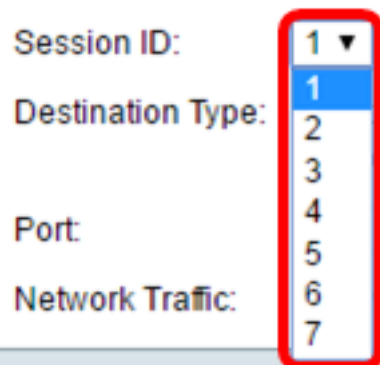 Session ID: 1 ▼
1
Destination Type:
2
3
4
Port:
5
Network Traffic:
6
7